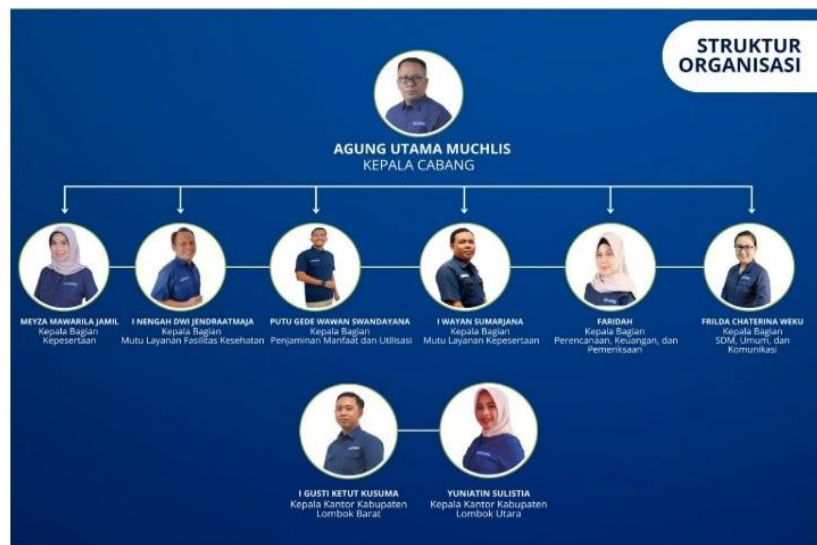 STRUKTUR
ORGANISASI
AGUNG UTAMA MUCHLIS
KEPALA CABANG
MEYZA MAWARILA JAMIL
Kepala Bagian
Kepesertaan
I NENGAH DWI JENDRAATMAJA
Kepala Bagian
Mutu Layanan Fasilitas Kesehatan
PUTU GEDE WAWAN SWANDAYANA
Kepala Bagian
Penjaminan Manfaat dan Utilisasi
I WAYAN SUMARJANA
Kepala Bagian
Mutu Layanan Kepesertaan
FARIDAH
Kepala Bagian
Perencanaan, Keuangan, dan
Pemeriksaan
FRILDA CHATERINA WEKU
Kepala Bagian
SDM, Umum, dan
Komunikasi
I GUSTI KETUT KUSUMA
Kepala Kantor Kabupaten
Lombok Barat
YUNIATIN SULISTIA
Kepala Kantor Kabupaten
Lombok Utara